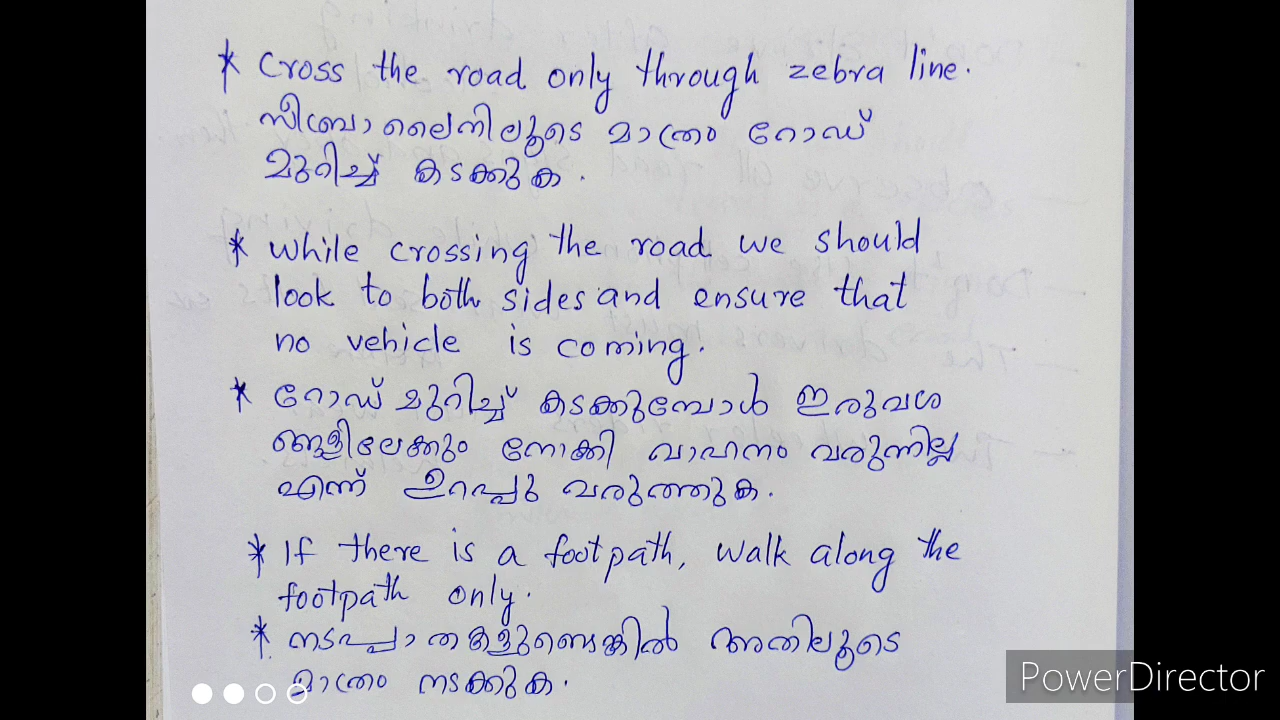 * Cross the road only through zebra line.
സീബ്രാ ലൈനിലൂടെ മാത്രം റോഡ്
മുറിച്ച് കടക്കുക.
* While crossing the road we should
look to both sides and ensure that
no vehicle is coming.
* റോഡ് മുറിച്ച് കടക്കുമ്പോൾ ഇരുവശ
ങ്ങളിലേക്കും നോക്കി വാഹനം വരുന്നില്ല
എന്ന് ഉറപ്പു വരുത്തുക.
* If there is a footpath, walk along the
footpath only.
* നടപ്പാതകളുണ്ടെങ്കിൽ അതിലൂടെ
മാത്രം നടക്കുക.
PowerDirector